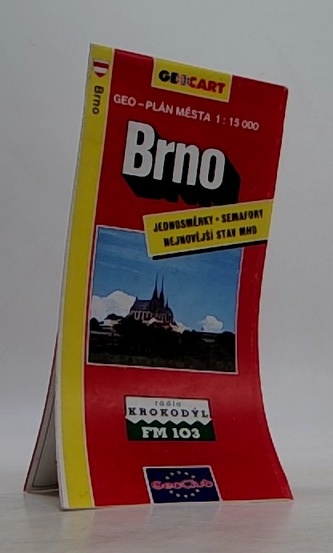 GEOCART
Brno
GEO – PLÁN MĚSTA 1 : 15 000
Brno
JEDNOSMĚRKY • SEMAFORY
NEJNOVĚJŠÍ STAV MHD
rádio
KROKODÝL
FM 103
GeoClub